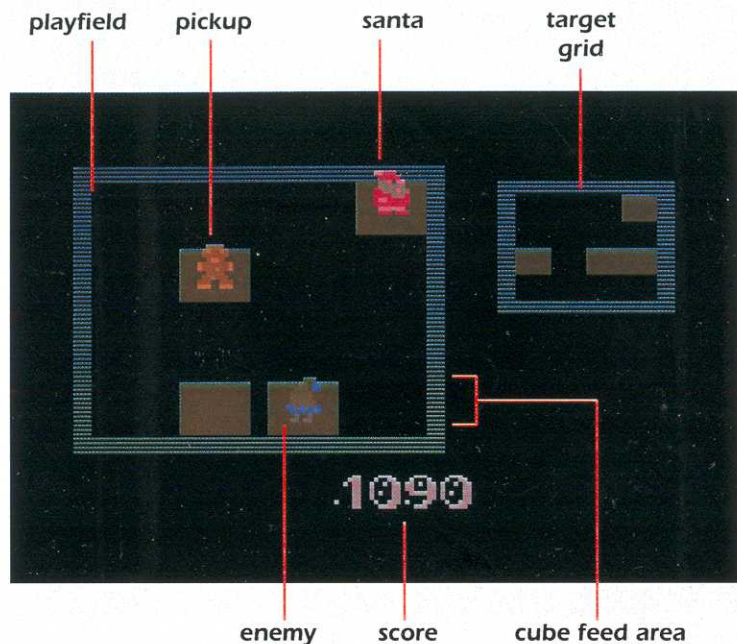 playfield
pickup
santa
target
grid
1090
enemy
score
cube feed area